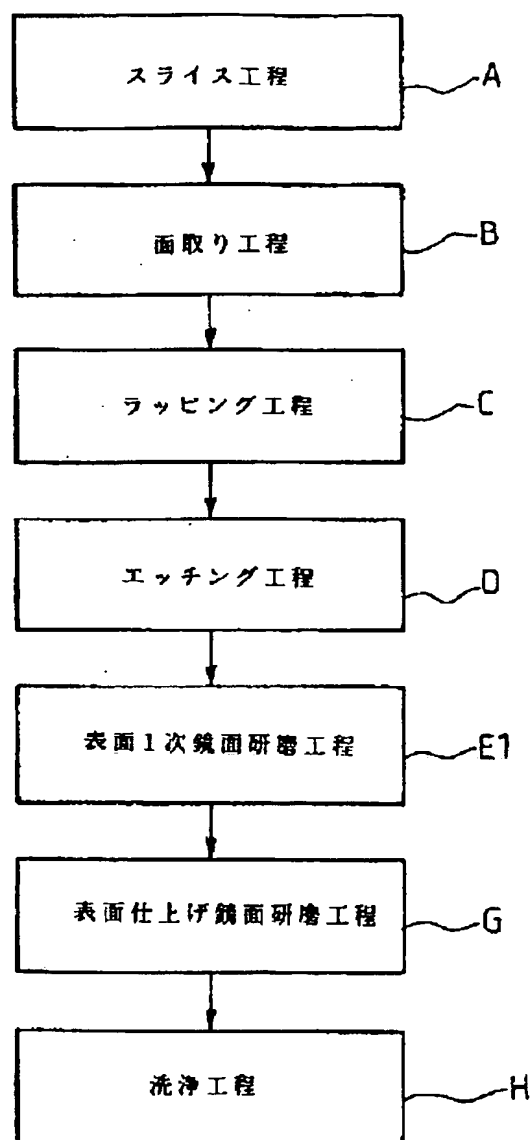 スライス工程
A
面取り工程
B
ラッピング工程
C
エッチング工程
D
表面1次鏡面研磨工程
E1
表面仕上げ鏡面研磨工程
G
洗浄工程
H